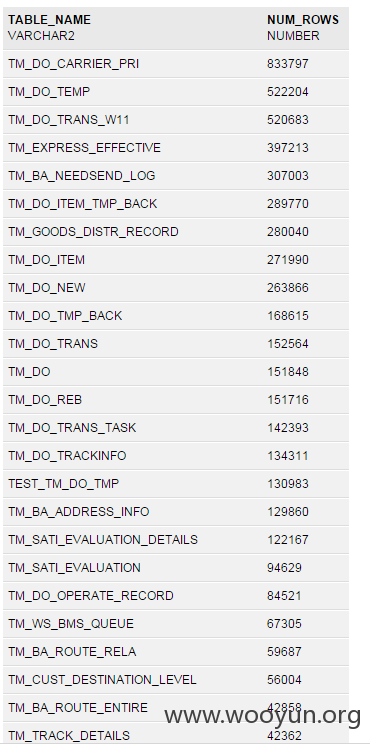 TABLE_NAME NUM_ROWS
VARCHAR2 NUMBER
TM_DO_CARRIER_PRI 833797
TM_DO_TEMP 522204
TM_DO_TRANS_W11 520683
TM_EXPRESS_EFFECTIVE 397213
TM_BA_NEEDSEND_LOG 307003
TM_DO_ITEM_TMP_BACK 289770
TM_GOODS_DISTR_RECORD 280040
TM_DO_ITEM 271990
TM_DO_NEW 263866
TM_DO_TMP_BACK 168615
TM_DO_TRANS 152564
TM_DO 151848
TM_DO_REB 151716
TM_DO_TRANS_TASK 142393
TM_DO_TRACKINFO 134311
TEST_TM_DO_TMP 130983
TM_BA_ADDRESS_INFO 129860
TM_SATI_EVALUATION_DETAILS 122167
TM_SATI_EVALUATION 94629
TM_DO_OPERATE_RECORD 84521
TM_WS_BMS_QUEUE 67305
TM_BA_ROUTE_RELA 59687
TM_CUST_DESTINATION_LEVEL 56004
TM_BA_ROUTE_ENTIRE 42858
www.wooyun.org
TM_TRACK_DETAILS 42362